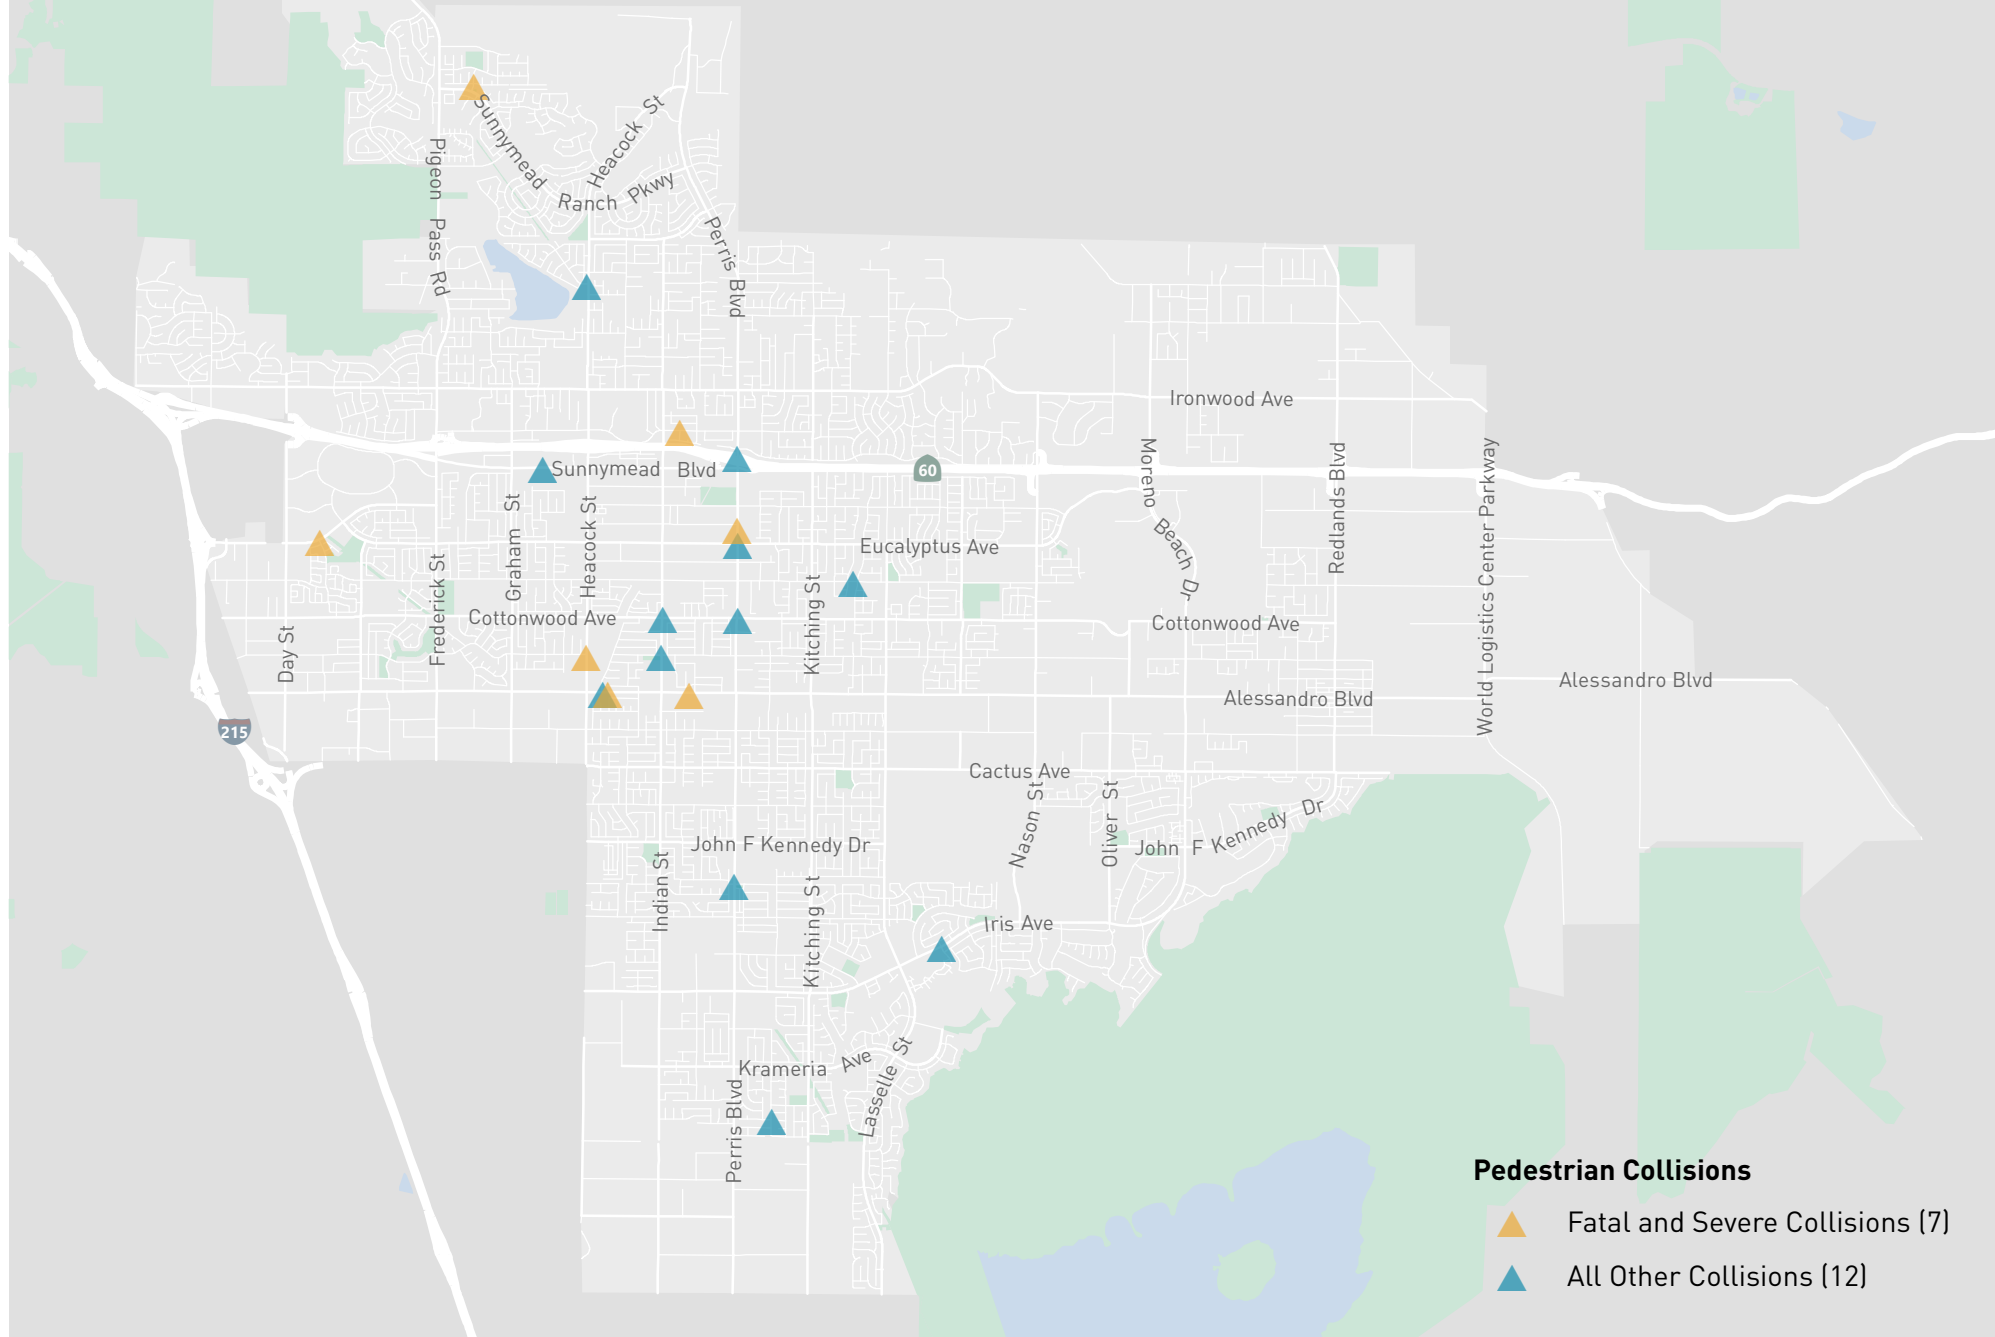 Sunnymead
Ranch
Pkwy
Heacock St
Pigeon Pass Rd
Perris Blvd
Ironwood Ave
Sunnymead Blvd
60
Moreno Beach Dr
Redlands Blvd
World Logistics Center Parkway
Graham St
Heacock St
Eucalyptus Ave
Frederick St
Kitching St
Cottonwood Ave
Cottonwood Ave
Day St
Alessandro Blvd
Alessandro Blvd
215
Cactus Ave
Nason St
Oliver St
John F Kennedy Dr
John F Kennedy Dr
Indian St
Kitching St
Iris Ave
Krameria Ave
Lasselle St
Perris Blvd
Pedestrian Collisions
Fatal and Severe Collisions (7)
All Other Collisions (12)